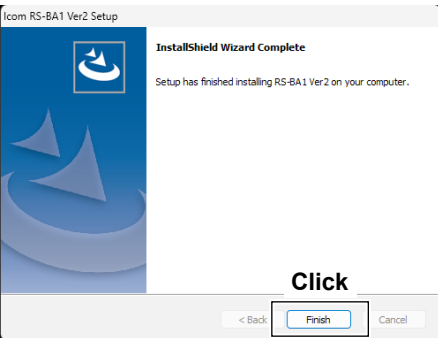 Icom RS-BA1 Ver2 Setup
InstallShield Wizard Complete
Setup has finished installing RS-BA1 Ver2 on your computer.
Click
< Back Finish Cancel